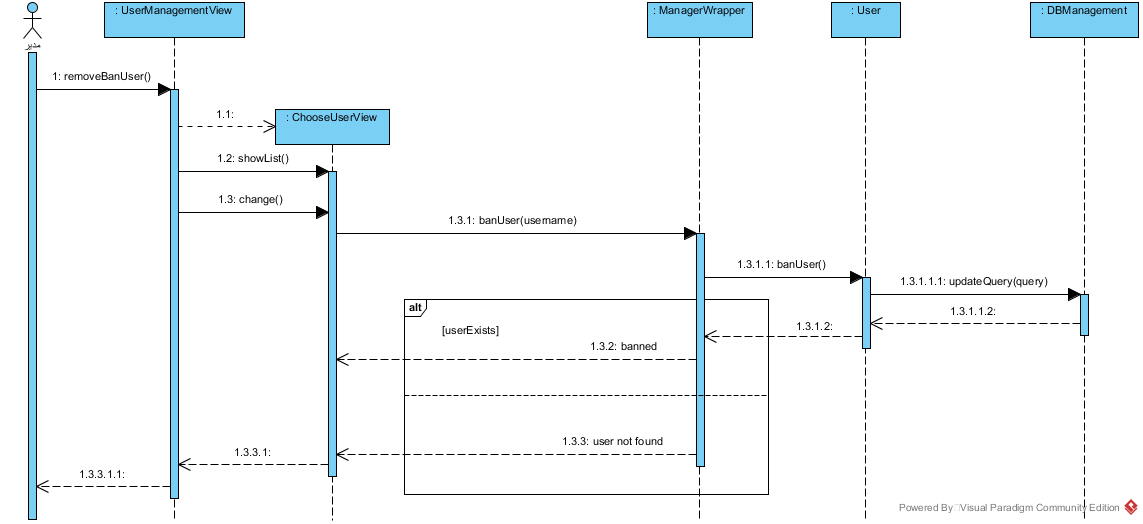 : UserManagementView
: ManagerWrapper
: User
: DBManagement
مدیر
1: removeBanUser()
1.1:
: ChooseUserView
1.2: showList()
1.3: change()
1.3.1: banUser(username)
1.3.1.1: banUser()
1.3.1.1.1: updateQuery(query)
alt
1.3.1.1.2:
[userExists]
1.3.1.2:
1.3.2: banned
1.3.3: user not found
1.3.3.1:
1.3.3.1.1:
Powered By Visual Paradigm Community Edition